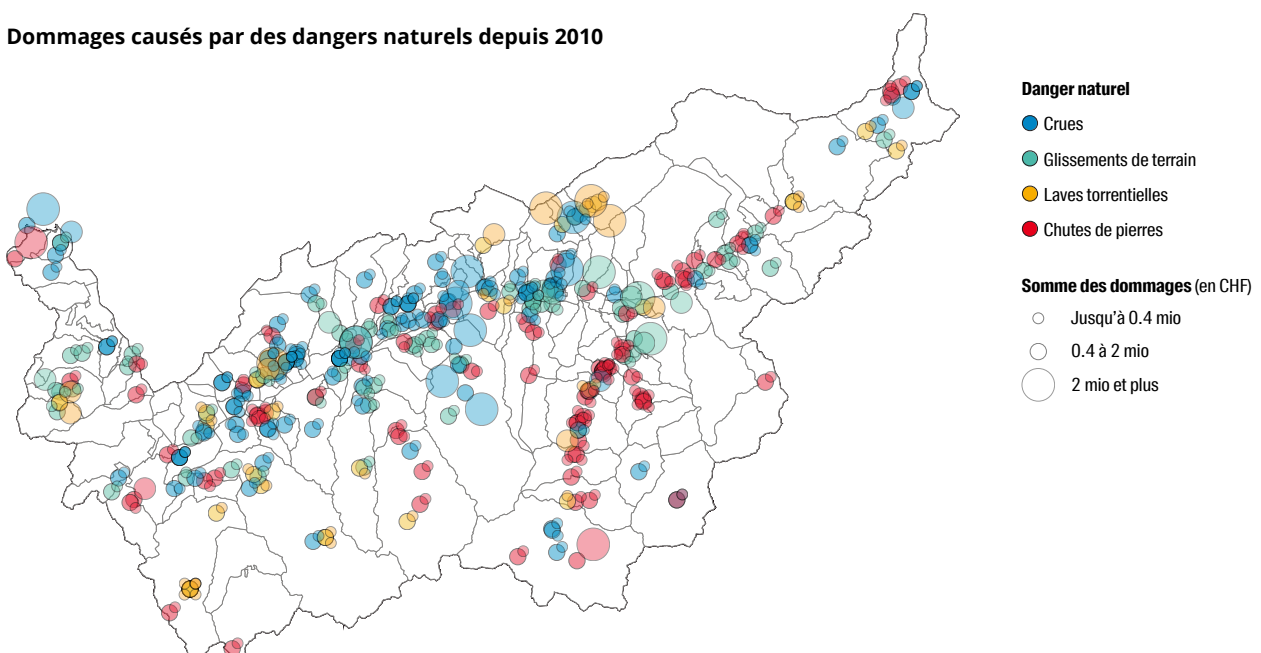 Dommages causés par des dangers naturels depuis 2010
Danger naturel
Crues
Glissements de terrain
Laves torrentielles
Chutes de pierres
Somme des dommages (en CHF)
Jusqu'à 0.4 mio
0.4 à 2 mio
2 mio et plus